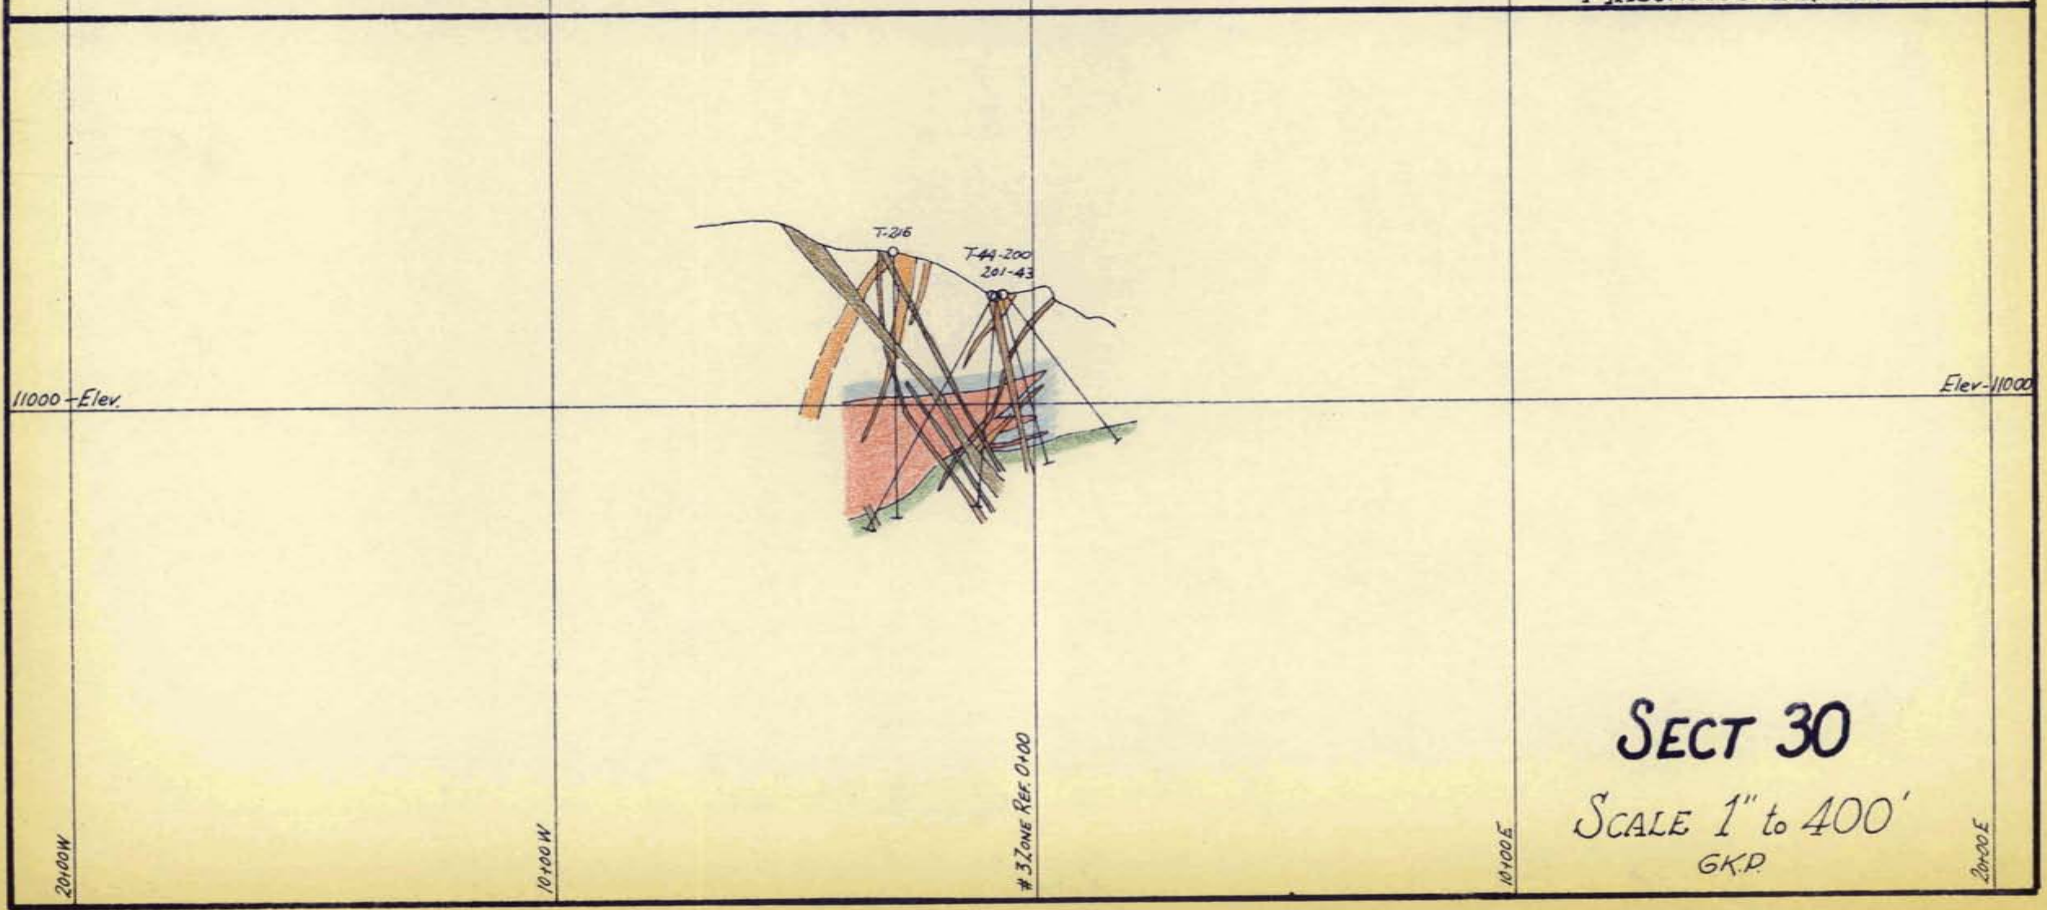 T-216
T-44-200
201-43
11000-Elev.
Elev-11000
20+00W
10+00W
#3 ZONE REF. 0+00
10+00E
20+00E
SECT 30
SCALE 1" to 400'
G.K.P.